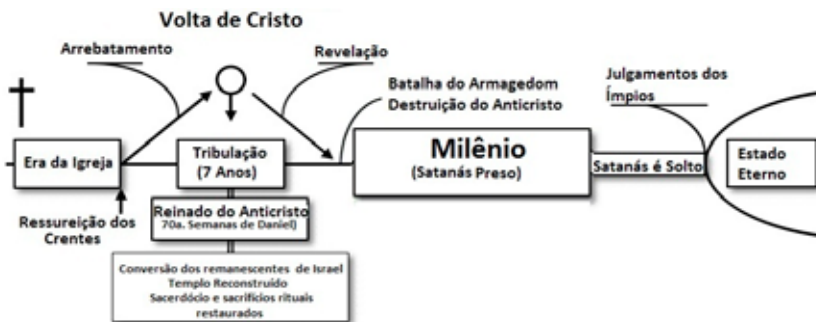 Volta de Cristo
Arrebatamento
Revelação
Batalha do Armagedom
Destruição do Anticristo
Julgamentos dos
Ímpios
Era da Igreja
Tribulação
(7 Anos)
Milênio
(Satanás Preso)
Satanás é Solto
Estado
Eterno
Ressureição dos
Crentes
Reinado do Anticristo
70a. Semanas de Daniel)
Conversão dos remanescentes de Israel
Templo Reconstruído
Sacerdócio e sacrifícios rituais
restaurados